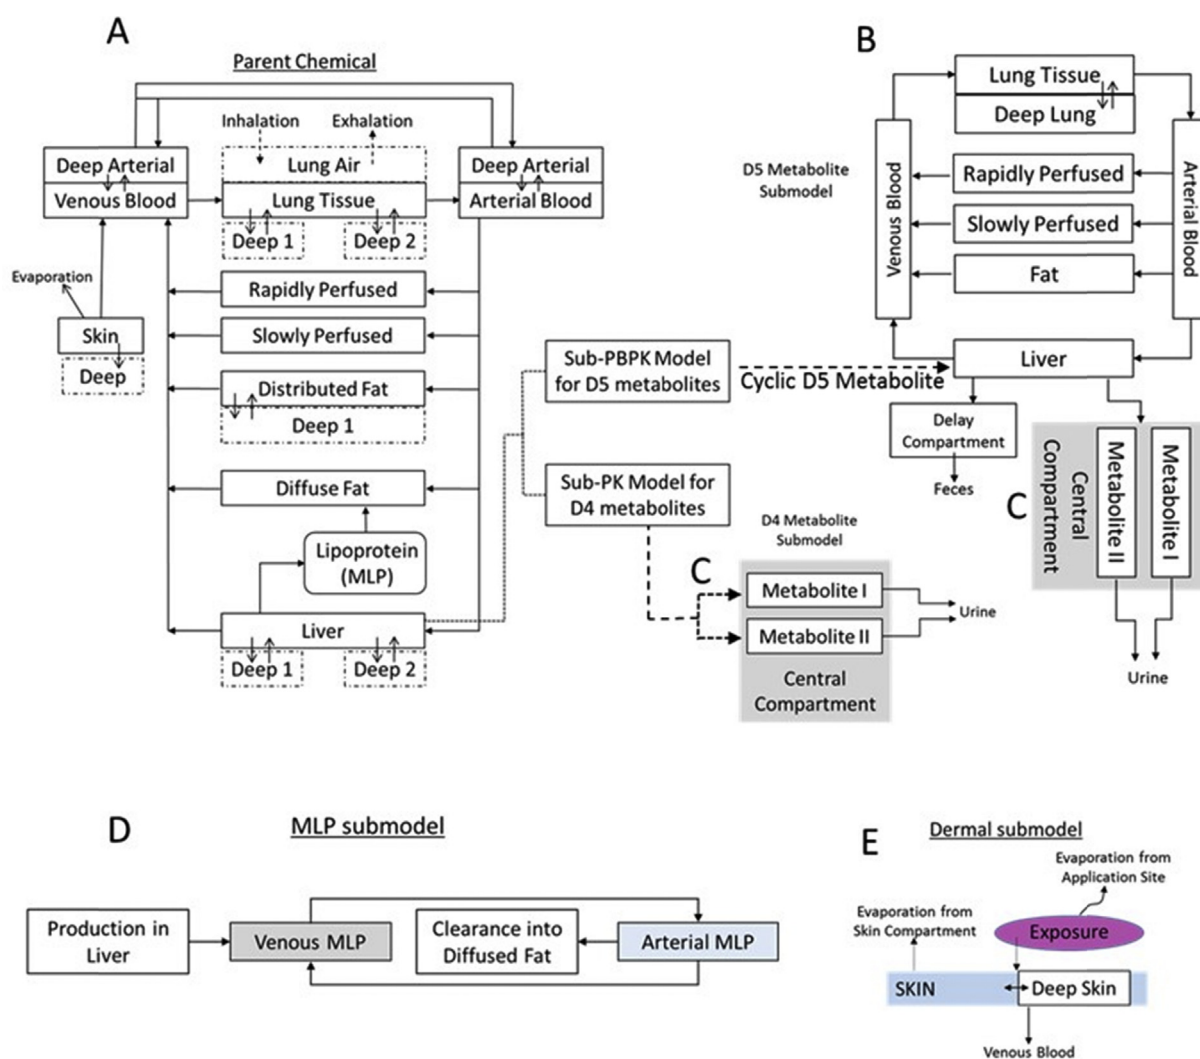 A
Parent Chemical
Inhalation
Exhalation
Deep Arterial
Venous Blood
Lung Air
Lung Tissue
Deep 1
Deep 2
Deep Arterial
Arterial Blood
Evaporation
Skin
Deep
Rapidly Perfused
Slowly Perfused
Distributed Fat
Deep 1
Diffuse Fat
Lipoprotein
(MLP)
Liver
Deep 1
Deep 2
Sub-PBPK Model
for D5 metabolites
Cyclic D5 Metabolite
Sub-PK Model for
D4 metabolites
B
D5 Metabolite
Submodel
Lung Tissue
Deep Lung
Venous Blood
Arterial Blood
Rapidly Perfused
Slowly Perfused
Fat
Liver
Delay
Compartment
Feces
C
Central
Compartment
Metabolite II
Metabolite I
Urine
D4 Metabolite
Submodel
C
Metabolite I
Metabolite II
Central
Compartment
Urine
D
MLP submodel
Production in
Liver
Venous MLP
Clearance into
Diffused Fat
Arterial MLP
E
Dermal submodel
Evaporation from
Application Site
Evaporation from
Skin Compartment
Exposure
SKIN
Deep Skin
Venous Blood